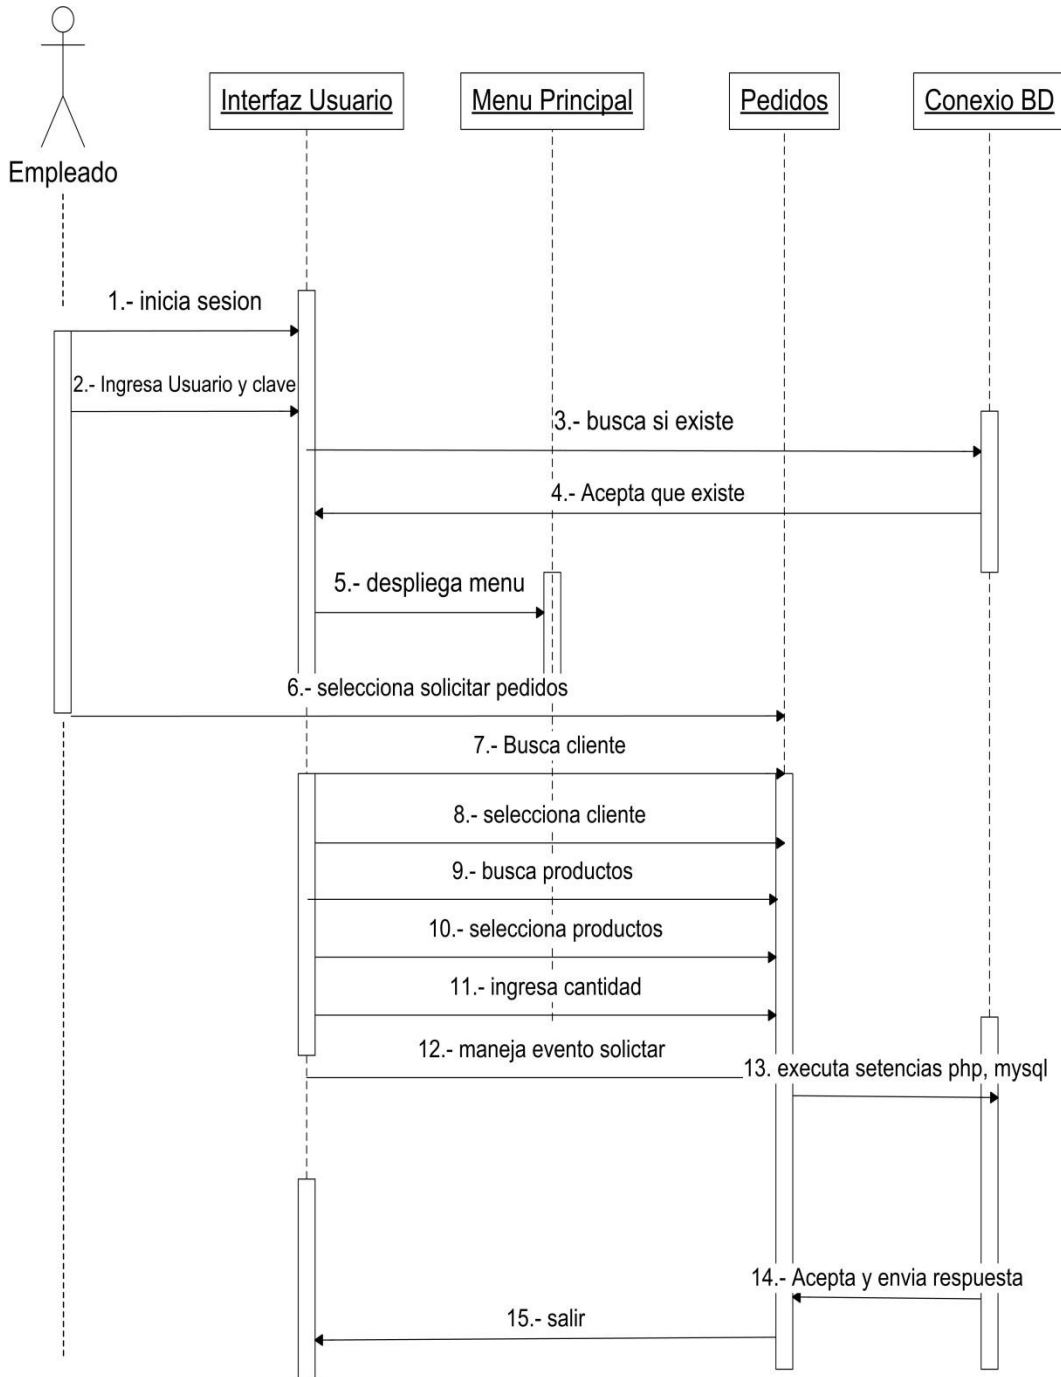 Interfaz Usuario
Menu Principal
Pedidos
Conexio BD
Empleado
1.- inicia sesion
2.- Ingresa Usuario y clave
3.- busca si existe
4.- Acepta que existe
5.- despliega menu
6.- selecciona solicitar pedidos
7.- Busca cliente
8.- selecciona cliente
9.- busca productos
10.- selecciona productos
11.- ingresa cantidad
12.- maneja evento solictar
13. executa setencias php, mysql
14.- Acepta y envia respuesta
15.- salir